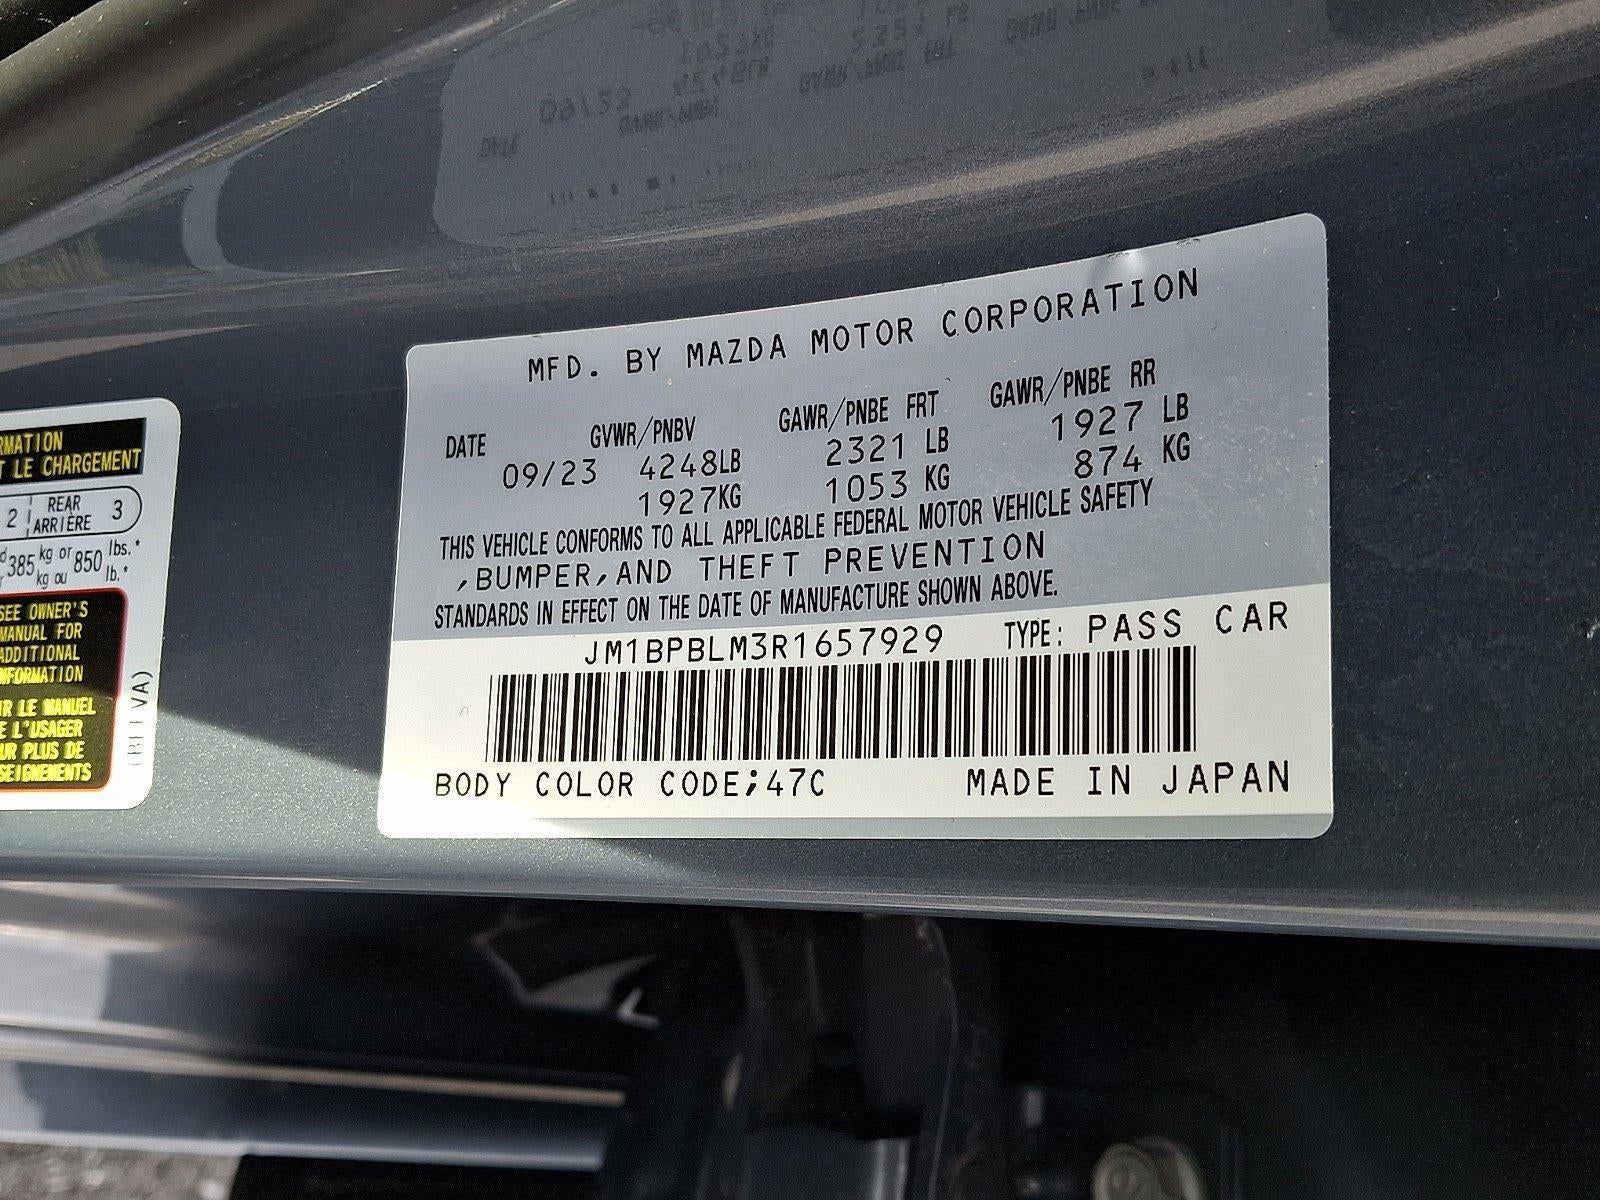 MFD. BY MAZDA MOTOR CORPORATION
DATE GVWR/PNBV GAWR/PNBE FRT GAWR/PNBE RR
09/23 4248LB 2321 LB 1927 LB
1927KG 1053 KG 874 KG
THIS VEHICLE CONFORMS TO ALL APPLICABLE FEDERAL MOTOR VEHICLE SAFETY
,BUMPER,AND THEFT PREVENTION
STANDARDS IN EFFECT ON THE DATE OF MANUFACTURE SHOWN ABOVE.
JM1BPBLM3R1657929 TYPE: PASS CAR
BODY COLOR CODE;47C MADE IN JAPAN
RMATION
T LE CHARGEMENT
2 REAR ARRIÈRE 3
385 kg or 850 lbs.*
kg ou lb.*
SEE OWNER'S
MANUAL FOR
ADDITIONAL
NFORMATION
IR LE MANUEL
E L'USAGER
UR PLUS DE
SEIGNEMENTS